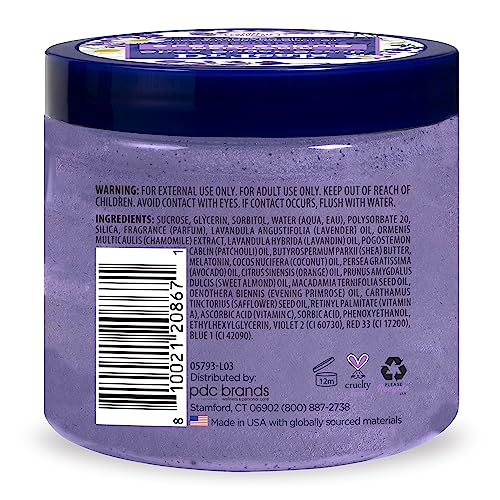 WARNING: FOR EXTERNAL USE ONLY. FOR ADULT USE ONLY. KEEP OUT OF REACH OF
CHILDREN. AVOID CONTACT WITH EYES. IF CONTACT OCCURS, FLUSH WITH WATER.
INGREDIENTS: SUCROSE, GLYCERIN, SORBITOL, WATER (AQUA, EAU), POLYSORBATE 20,
SILICA, FRAGRANCE (PARFUM), LAVANDULA ANGUSTIFOLIA (LAVENDER) OIL, ORMENIS
MULTICAULIS (CHAMOMILE) EXTRACT, LAVANDULA HYBRIDA (LAVANDIN) OIL, POGOSTEMON
CABLIN (PATCHOULI) OIL, BUTYROSPERMUM PARKII (SHEA) BUTTER,
MELATONIN, COCOS NUCIFERA (COCONUT) OIL, PERSEA GRATISSIMA
(AVOCADO) OIL, CITRUS SINENSIS (ORANGE) OIL, PRUNUS AMYGDALUS
DULCIS (SWEET ALMOND) OIL, MACADAMIA TERNIFOLIA SEED OIL,
OENOTHERA BIENNIS (EVENING PRIMROSE) OIL, CARTHAMUS
TINCTORIUS (SAFFLOWER) SEED OIL, RETINYL PALMITATE (VITAMIN
A), ASCORBIC ACID (VITAMIN C), SORBIC ACID, PHENOXYETHANOL,
ETHYLHEXYLGLYCERIN, VIOLET 2 (CI 60730), RED 33 (CI 17200),
BLUE 1 (CI 42090).
8 10021 20867 1
05793-L03
Distributed by:
pdc brands
wellness & personal care
Stamford, CT 06902 (800) 887-2738
Made in USA with globally sourced materials
12m
cruelty
PLEASE